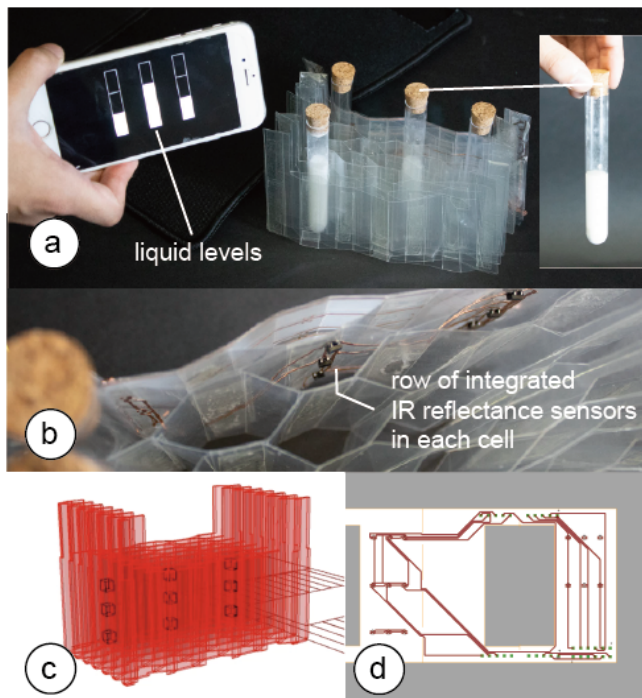 a
liquid levels
row of integrated
IR reflectance sensors
in each cell
b
c
d